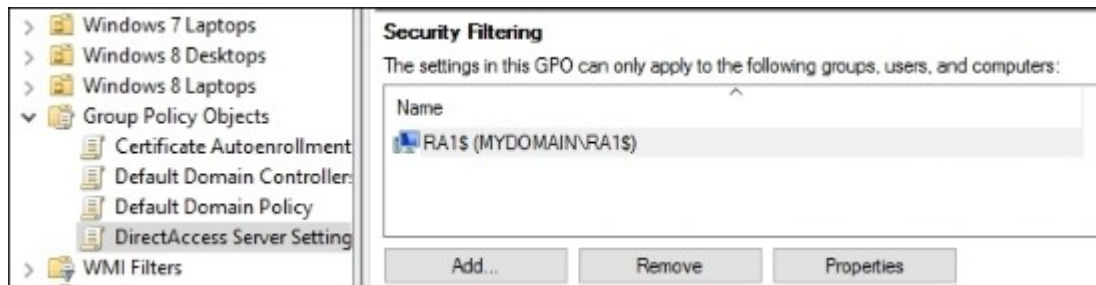 Windows 7 Laptops
Windows 8 Desktops
Windows 8 Laptops
Group Policy Objects
Certificate Autoenrollment
Default Domain Controller:
Default Domain Policy
DirectAccess Server Setting
WMI Filters
Security Filtering
The settings in this GPO can only apply to the following groups, users, and computers:
Name
RA1$ (MYDOMAIN\RA1$)
Add... Remove Properties